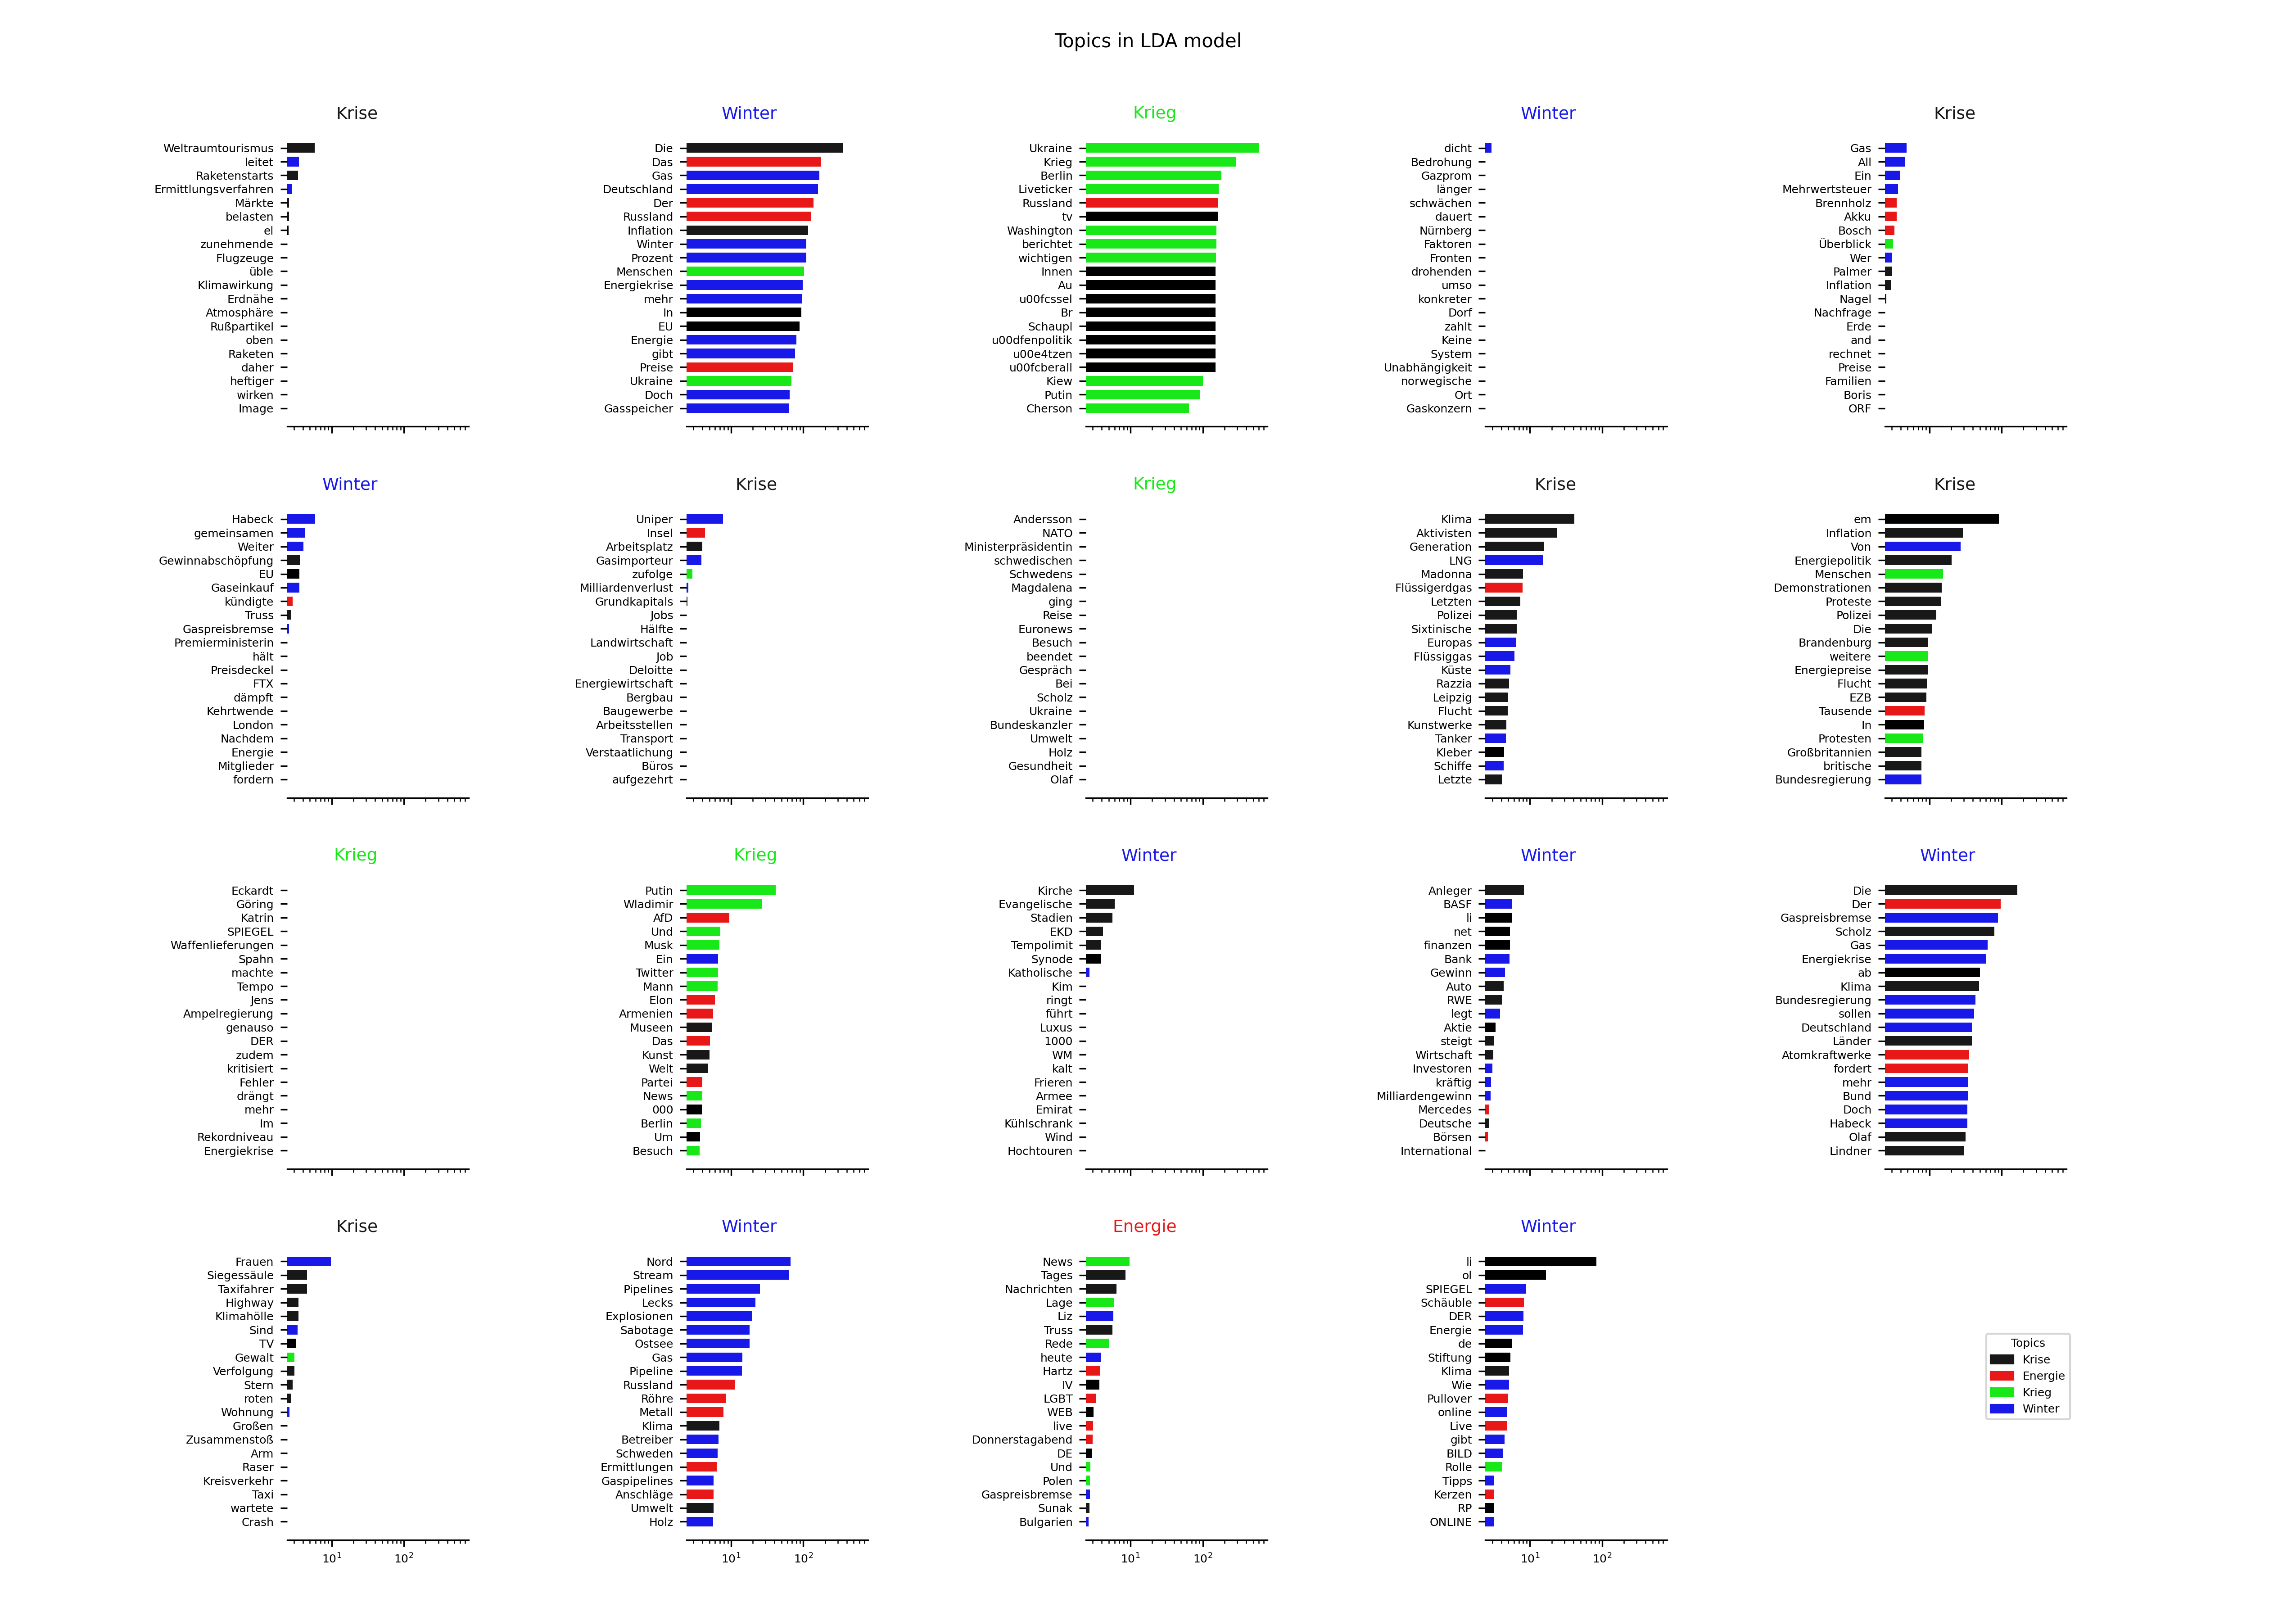 Topics in LDA model
Krise
Weltraumtourismus
leitet
Raketenstarts
Ermittlungsverfahren
Märkte
belasten
el
zunehmende
Flugzeuge
üble
Klimawirkung
Erdnähe
Atmosphäre
Rußpartikel
oben
Raketen
daher
heftiger
wirken
Image
Winter
Die
Das
Gas
Deutschland
Der
Russland
Inflation
Winter
Prozent
Menschen
Energiekrise
mehr
In
EU
Energie
gibt
Preise
Ukraine
Doch
Gasspeicher
Krieg
Ukraine
Krieg
Berlin
Liveticker
Russland
tv
Washington
berichtet
wichtigen
Innen
Au
u00fcssel
Br
Schaupl
u00dfenpolitik
u00e4tzen
u00fcberall
Kiew
Putin
Cherson
Winter
dicht
Bedrohung
Gazprom
länger
schwächen
dauert
Nürnberg
Faktoren
Fronten
drohenden
umso
konkreter
Dorf
zahlt
Keine
System
Unabhängigkeit
norwegische
Ort
Gaskonzern
Krise
Gas
All
Ein
Mehrwertsteuer
Brennholz
Akku
Bosch
Überblick
Wer
Palmer
Inflation
Nagel
Nachfrage
Erde
and
rechnet
Preise
Familien
Boris
ORF
Winter
Habeck
gemeinsamen
Weiter
Gewinnabschöpfung
EU
Gaseinkauf
kündigte
Truss
Gaspreisbremse
Premierministerin
hält
Preisdeckel
FTX
dämpft
Kehrtwende
London
Nachdem
Energie
Mitglieder
fordern
Krise
Uniper
Insel
Arbeitsplatz
Gasimporteur
zufolge
Milliardenverlust
Grundkapitals
Jobs
Hälfte
Landwirtschaft
Job
Deloitte
Energiewirtschaft
Bergbau
Baugewerbe
Arbeitsstellen
Transport
Verstaatlichung
Büros
aufgezehrt
Krieg
Andersson
NATO
Ministerpräsidentin
schwedischen
Schwedens
Magdalena
ging
Reise
Euronews
Besuch
beendet
Gespräch
Bei
Scholz
Ukraine
Bundeskanzler
Umwelt
Holz
Gesundheit
Olaf
Krise
Klima
Aktivisten
Generation
LNG
Madonna
Flüssigerdgas
Letzten
Polizei
Sixtinische
Europas
Flüssiggas
Küste
Razzia
Leipzig
Flucht
Kunstwerke
Tanker
Kleber
Schiffe
Letzte
Krise
em
Inflation
Von
Energiepolitik
Menschen
Demonstrationen
Proteste
Polizei
Die
Brandenburg
weitere
Energiepreise
Flucht
EZB
Tausende
In
Protesten
Großbritannien
britische
Bundesregierung
Krieg
Eckardt
Göring
Katrin
SPIEGEL
Waffenlieferungen
Spahn
machte
Tempo
Jens
Ampelregierung
genauso
DER
zudem
kritisiert
Fehler
drängt
mehr
Im
Rekordniveau
Energiekrise
Krieg
Putin
Wladimir
AfD
Und
Musk
Ein
Twitter
Mann
Elon
Armenien
Museen
Das
Kunst
Welt
Partei
News
000
Berlin
Um
Besuch
Winter
Kirche
Evangelische
Stadien
EKD
Tempolimit
Synode
Katholische
Kim
ringt
führt
Luxus
1000
WM
kalt
Frieren
Armee
Emirat
Kühlschrank
Wind
Hochtouren
Winter
Anleger
BASF
li
net
finanzen
Bank
Gewinn
Auto
RWE
legt
Aktie
steigt
Wirtschaft
Investoren
kräftig
Milliardengewinn
Mercedes
Deutsche
Börsen
International
Winter
Die
Der
Gaspreisbremse
Scholz
Gas
Energiekrise
ab
Klima
Bundesregierung
sollen
Deutschland
Länder
Atomkraftwerke
fordert
mehr
Bund
Doch
Habeck
Olaf
Lindner
Krise
Frauen
Siegessäule
Taxifahrer
Highway
Klimahölle
Sind
TV
Gewalt
Verfolgung
Stern
roten
Wohnung
Großen
Zusammenstoß
Arm
Raser
Kreisverkehr
Taxi
wartete
Crash
10¹ 10²
Winter
Nord
Stream
Pipelines
Lecks
Explosionen
Sabotage
Ostsee
Gas
Pipeline
Russland
Röhre
Metall
Klima
Betreiber
Schweden
Ermittlungen
Gaspipelines
Anschläge
Umwelt
Holz
10¹ 10²
Energie
News
Tages
Nachrichten
Lage
Liz
Truss
Rede
heute
Hartz
IV
LGBT
WEB
live
Donnerstagabend
DE
Und
Polen
Gaspreisbremse
Sunak
Bulgarien
10¹ 10²
Winter
li
ol
SPIEGEL
Schäuble
DER
Energie
de
Stiftung
Klima
Wie
Pullover
online
Live
gibt
BILD
Rolle
Tipps
Kerzen
RP
ONLINE
10¹ 10²
Topics
Krise
Energie
Krieg
Winter